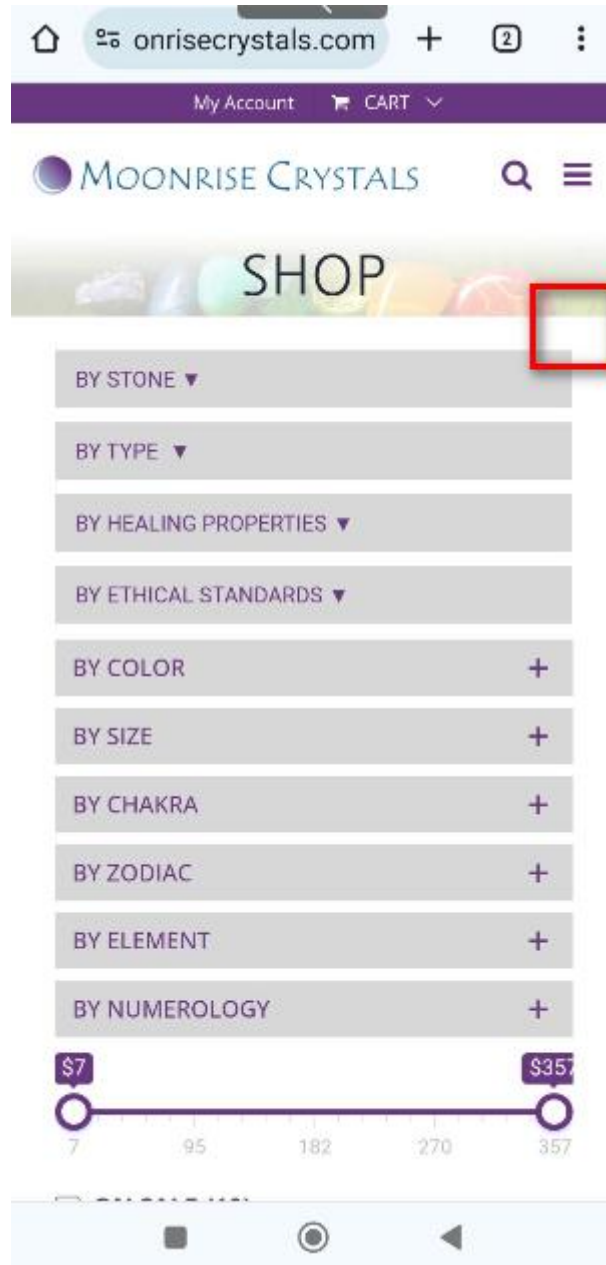 onrisecrystals.com + 2
My Account CART
MOONRISE CRYSTALS
SHOP
BY STONE ▼
BY TYPE ▼
BY HEALING PROPERTIES ▼
BY ETHICAL STANDARDS ▼
BY COLOR +
BY SIZE +
BY CHAKRA +
BY ZODIAC +
BY ELEMENT +
BY NUMEROLOGY +
$7 $357
7 95 182 270 357